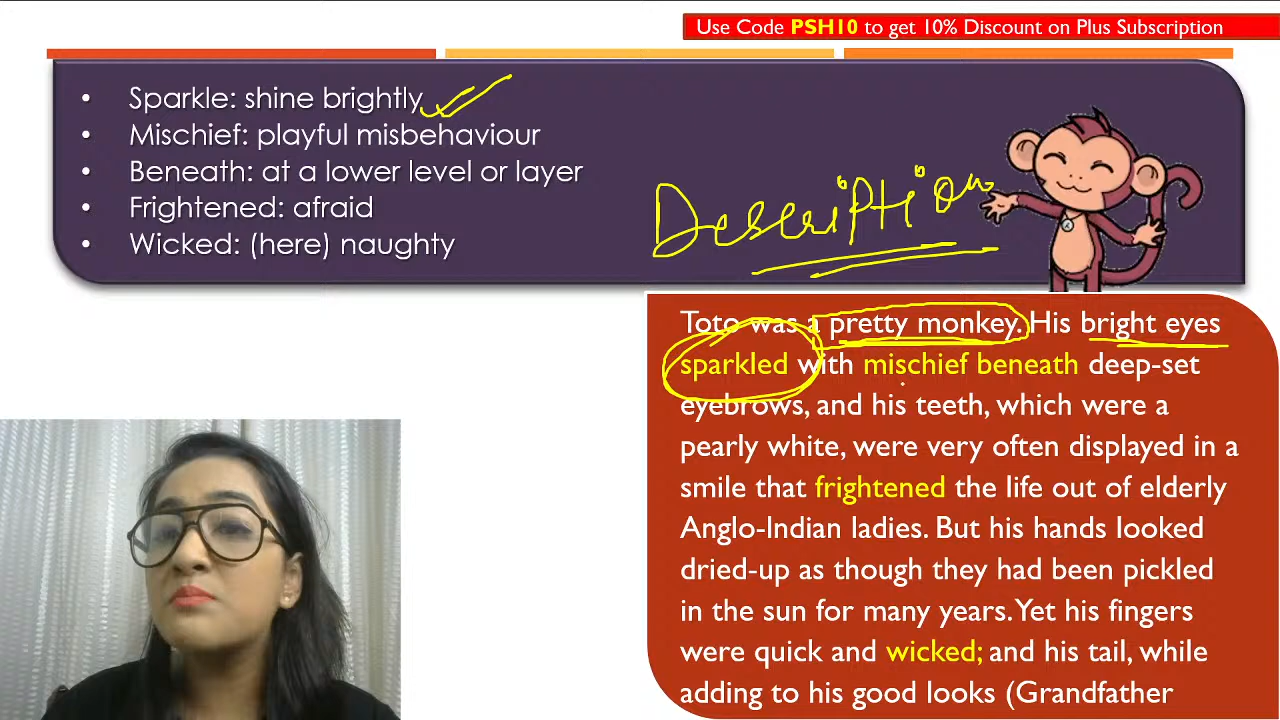 Use Code PSH10 to get 10% Discount on Plus Subscription
• Sparkle: shine brightly
• Mischief: playful misbehaviour
• Beneath: at a lower level or layer
• Frightened: afraid
• Wicked: (here) naughty
Description
Toto was a pretty monkey. His bright eyes
sparkled with mischief beneath deep-set
eyebrows, and his teeth, which were a
pearly white, were very often displayed in a
smile that frightened the life out of elderly
Anglo-Indian ladies. But his hands looked
dried-up as though they had been pickled
in the sun for many years. Yet his fingers
were quick and wicked; and his tail, while
adding to his good looks (Grandfather